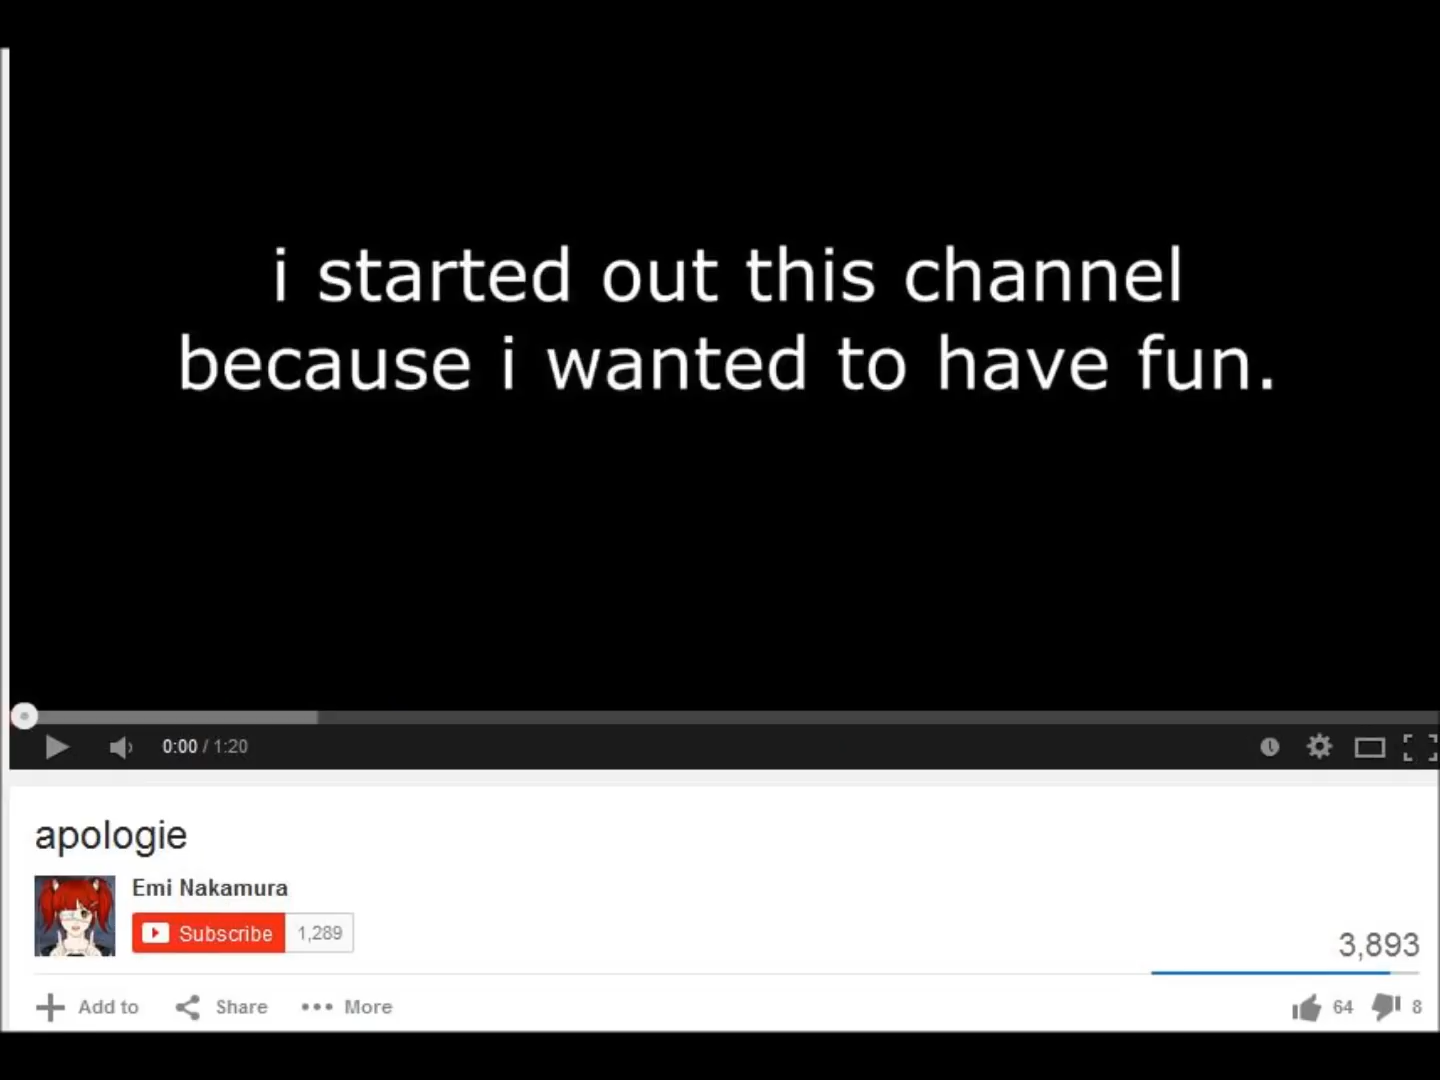 i started out this channel
because i wanted to have fun.
0:00 / 1:20
apologie
Emi Nakamura
Subscribe 1,289
3,893
Add to Share More 64 8